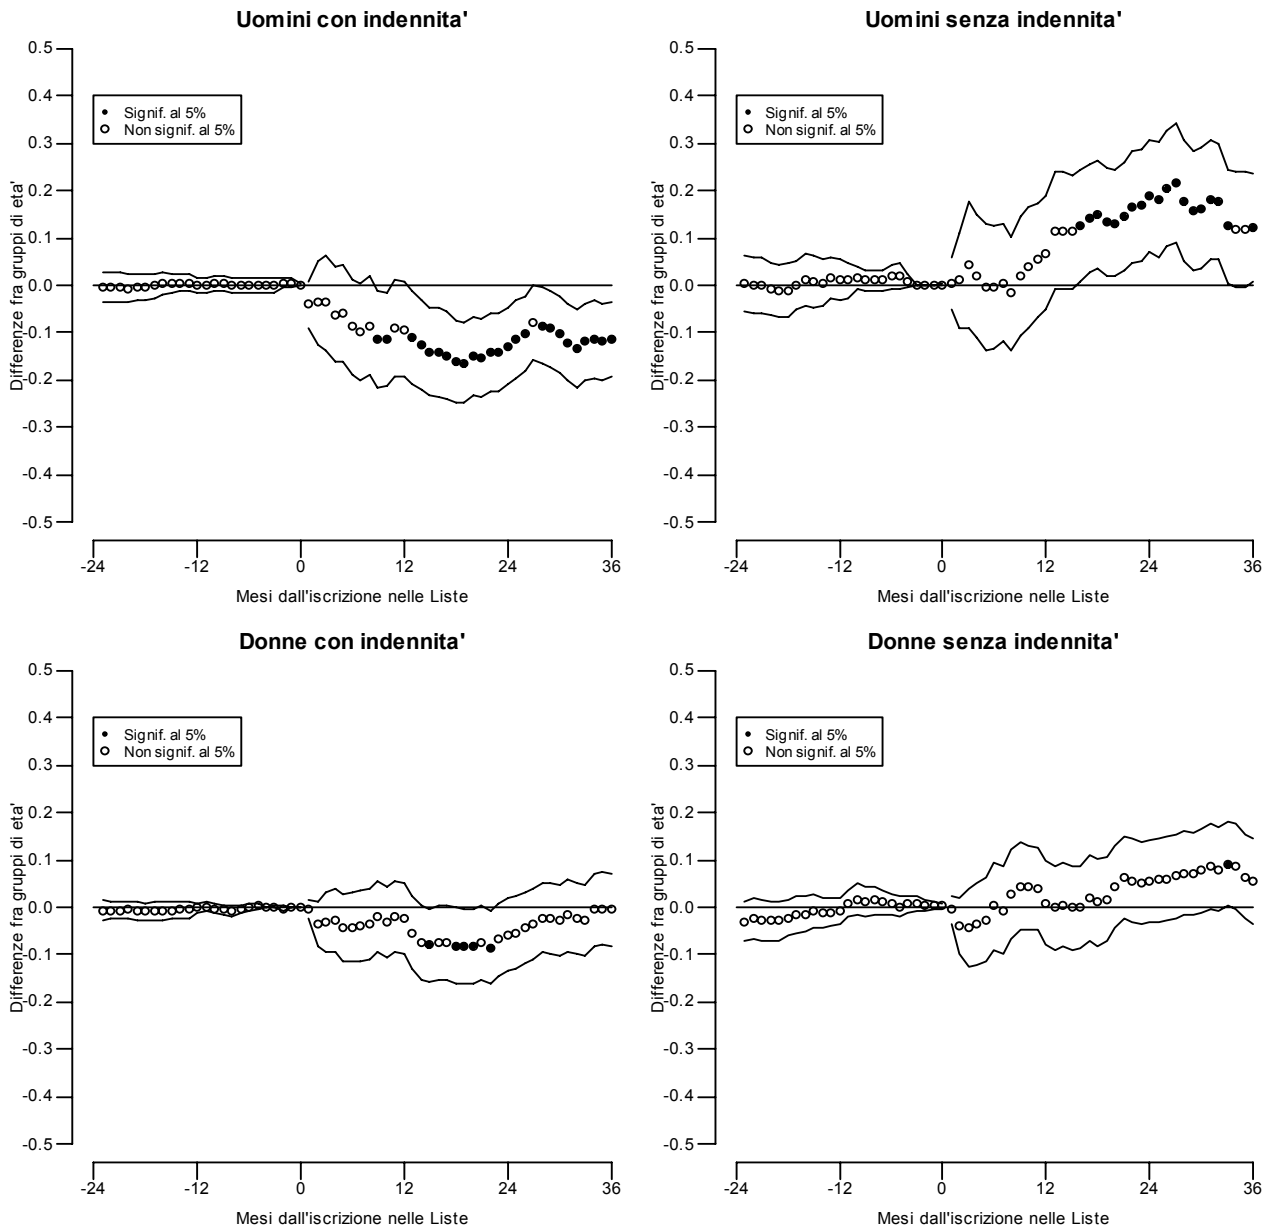 Uomini con indennita'
0.5
0.4
0.3
0.2
0.1
0.0
-0.1
-0.2
-0.3
-0.4
-0.5
Differenze fra gruppi di eta'
Signif. al 5%
Non signif. al 5%
-24 -12 0 12 24 36
Mesi dall'iscrizione nelle Liste
Uomini senza indennita'
0.5
0.4
0.3
0.2
0.1
0.0
-0.1
-0.2
-0.3
-0.4
-0.5
Differenze fra gruppi di eta'
Signif. al 5%
Non signif. al 5%
-24 -12 0 12 24 36
Mesi dall'iscrizione nelle Liste
Donne con indennita'
0.5
0.4
0.3
0.2
0.1
0.0
-0.1
-0.2
-0.3
-0.4
-0.5
Differenze fra gruppi di eta'
Signif. al 5%
Non signif. al 5%
-24 -12 0 12 24 36
Mesi dall'iscrizione nelle Liste
Donne senza indennita'
0.5
0.4
0.3
0.2
0.1
0.0
-0.1
-0.2
-0.3
-0.4
-0.5
Differenze fra gruppi di eta'
Signif. al 5%
Non signif. al 5%
-24 -12 0 12 24 36
Mesi dall'iscrizione nelle Liste